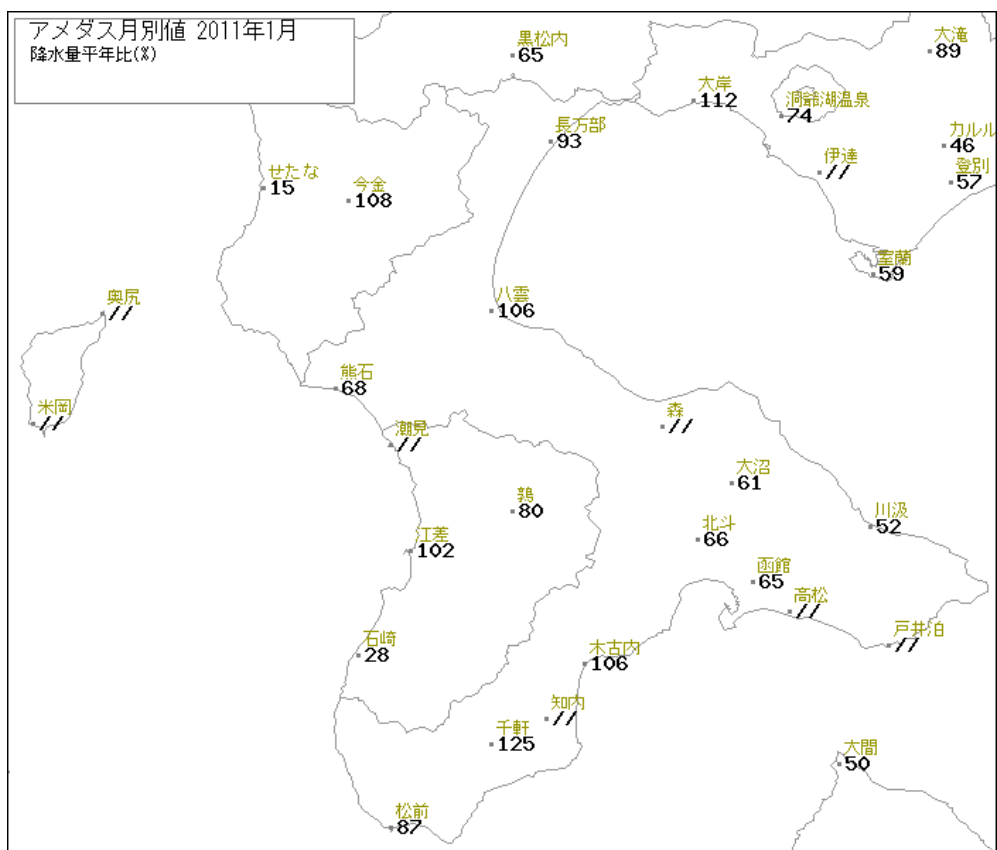 アメダス月別値 2011年1月
降水量平年比(%)
黒松内
65
大滝
89
大岸
112
洞爺湖温泉
74
長万部
93
カルルス
46
伊達
//
登別
57
せたな
15
今金
108
室蘭
59
奥尻
//
八雲
106
熊石
68
米岡
//
森
//
潮見
//
大沼
61
鶉
80
川汲
52
北斗
66
江差
102
函館
65
高松
//
戸井泊
//
石崎
28
木古内
106
知内
//
千軒
125
大間
50
松前
87